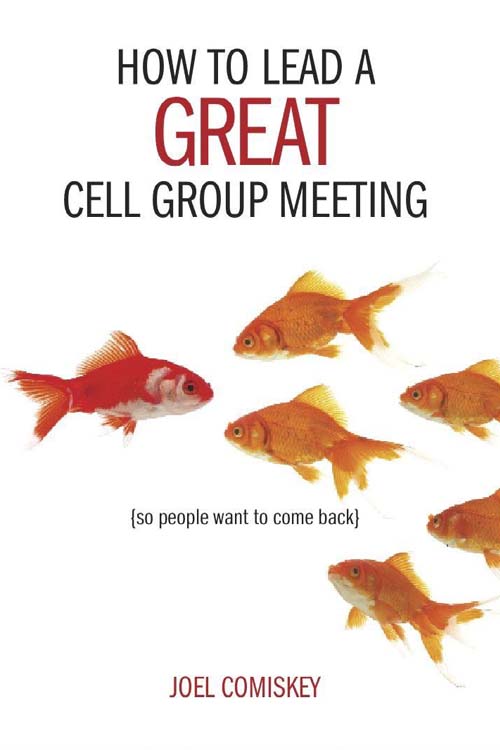 HOW TO LEAD A
GREAT
CELL GROUP MEETING
{so people want to come back}
JOEL COMISKEY